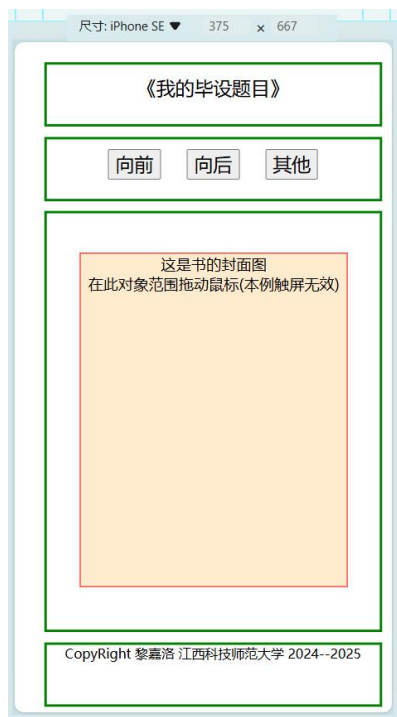 尺寸: iPhone SE ▼ 375 × 667
《我的毕设题目》
向前 向后 其他
这是书的封面图
在此对象范围拖动鼠标(本例触屏无效)
CopyRight 黎嘉洛 江西科技师范大学 2024--2025